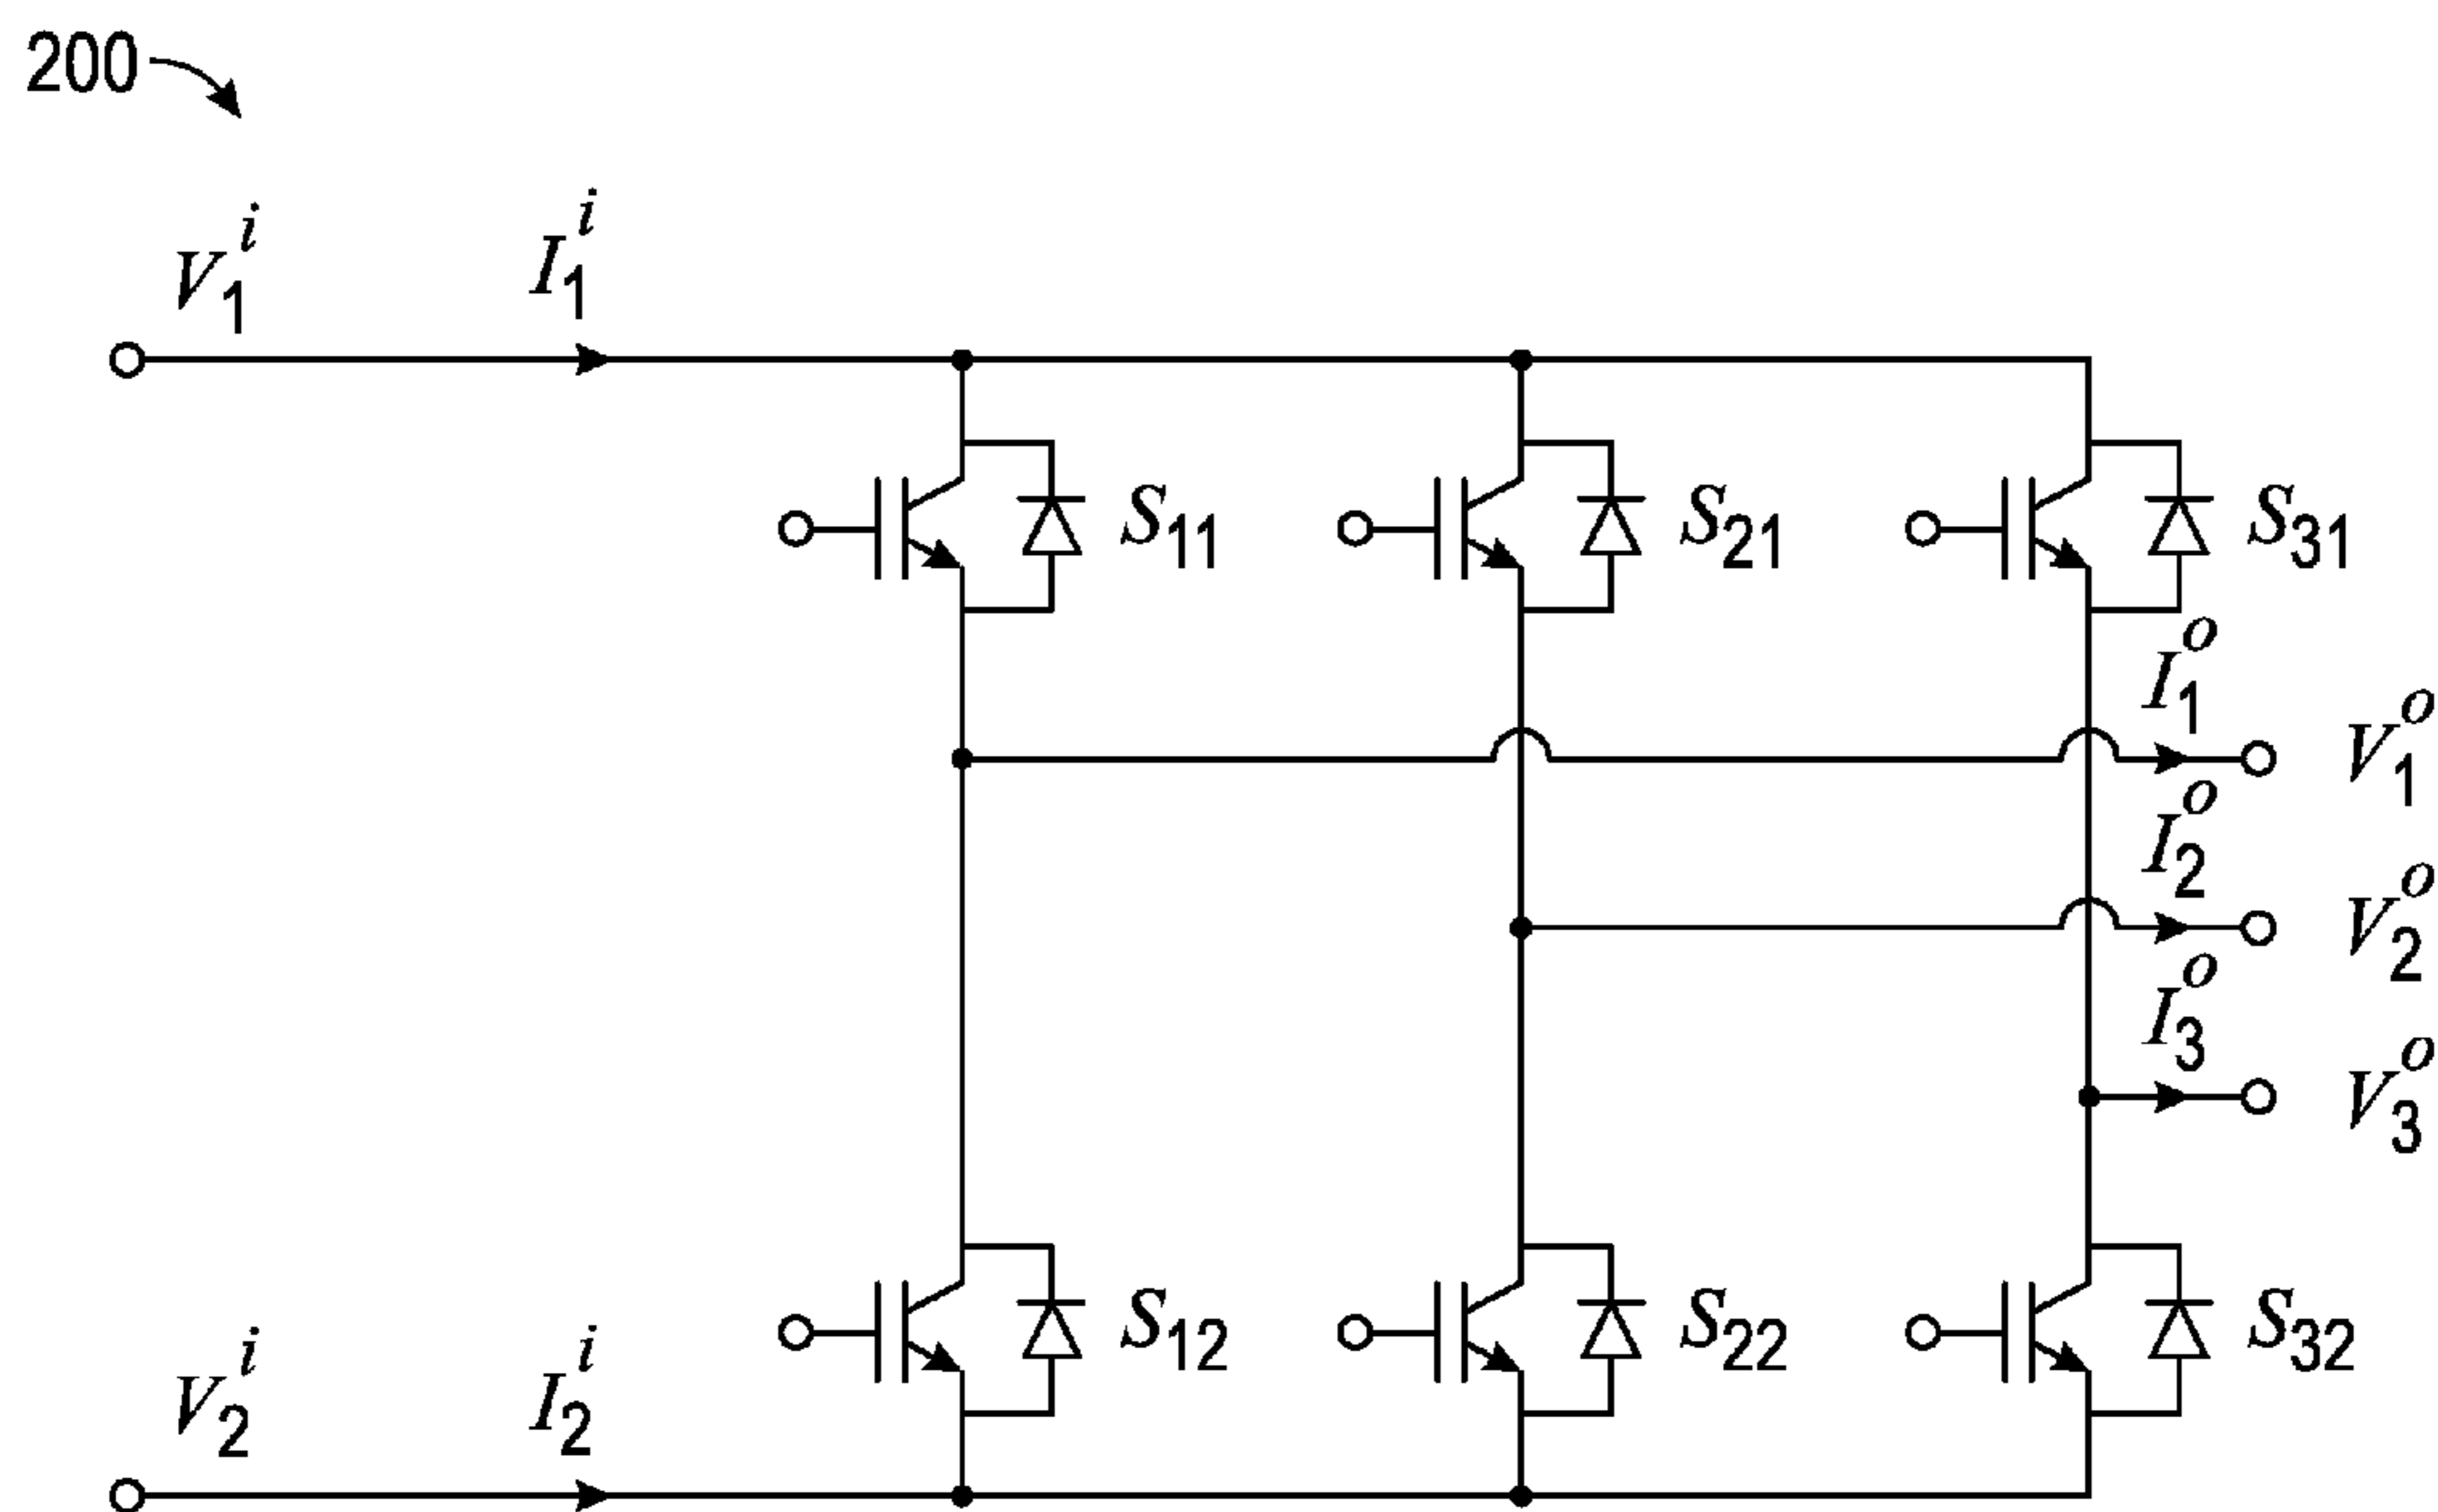 200
V₁ⁱ
I₁ⁱ
S₁₁
S₂₁
S₃₁
I₁ᵒ
V₁ᵒ
I₂ᵒ
V₂ᵒ
I₃ᵒ
V₃ᵒ
S₁₂
S₂₂
S₃₂
V₂ⁱ
I₂ⁱ